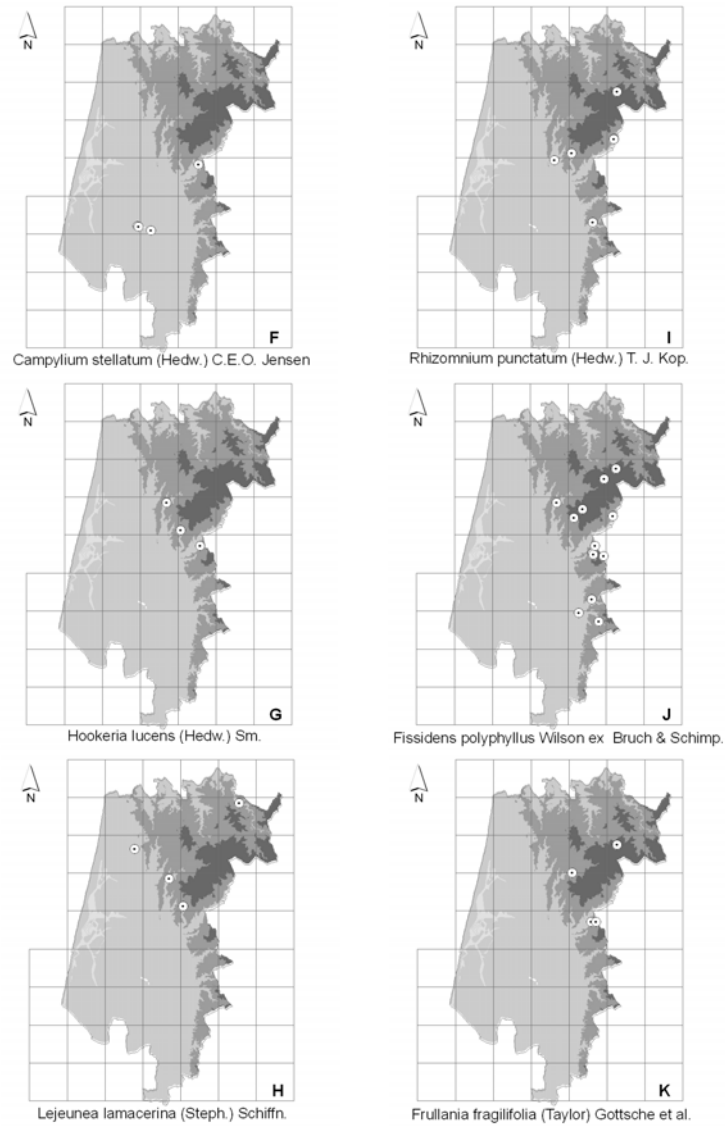 N
F
Campylium stellatum (Hedw.) C.E.O. Jensen
N
I
Rhizomnium punctatum (Hedw.) T. J. Kop.
N
G
Hookeria lucens (Hedw.) Sm.
N
J
Fissidens polyphyllus Wilson ex Bruch & Schimp.
N
H
Lejeunea lamacerina (Steph.) Schiffn.
N
K
Frullania fragilifolia (Taylor) Gottsche et al.